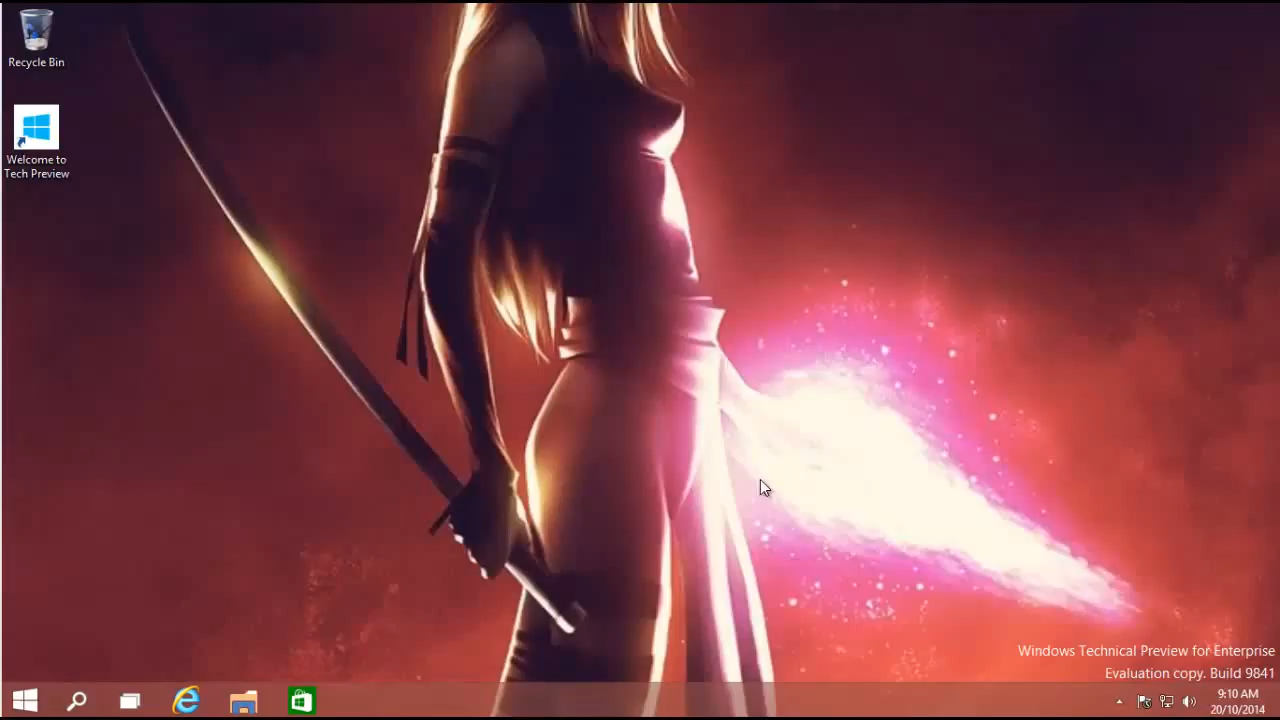 Recycle Bin
Welcome to
Tech Preview
Windows Technical Preview for Enterprise
Evaluation copy. Build 9841
9:10 AM
20/10/2014